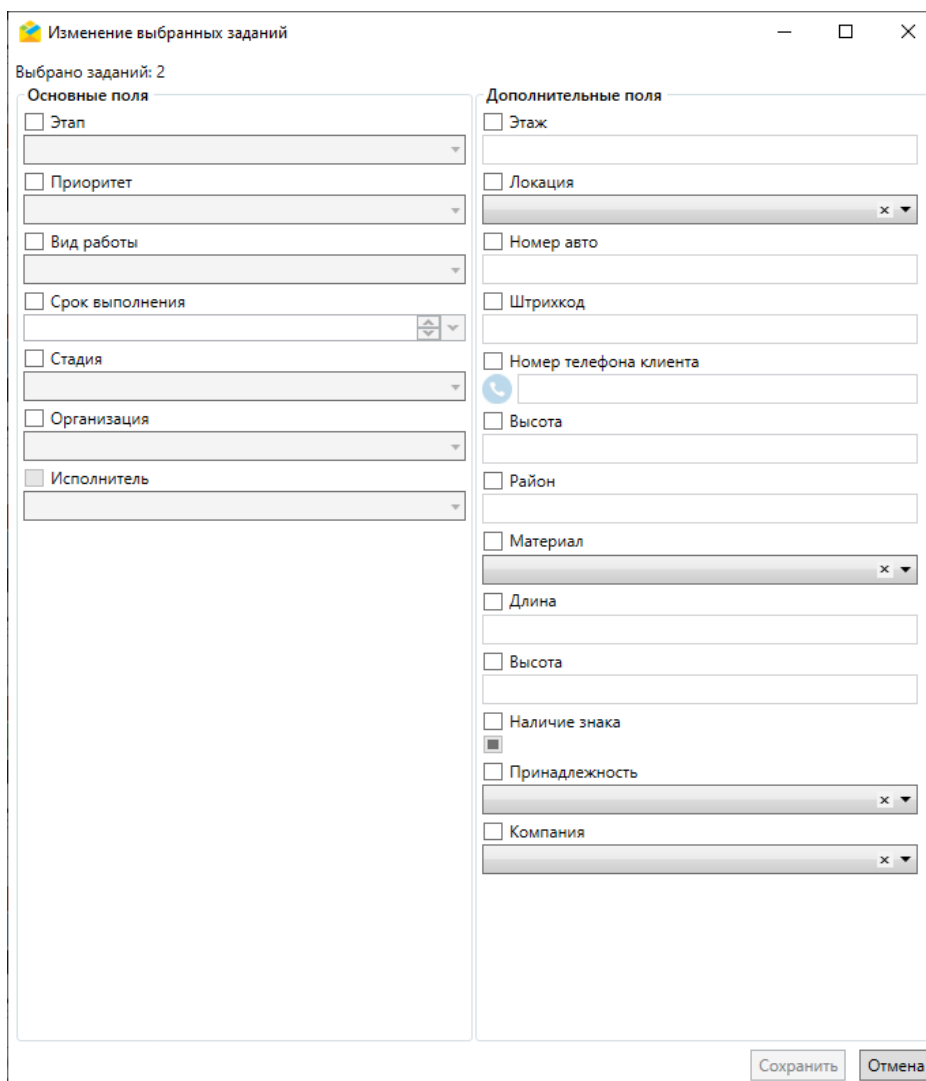 Изменение выбранных заданий
Выбрано заданий: 2
Основные поля
Этап
Приоритет
Вид работы
Срок выполнения
Стадия
Организация
Исполнитель
Дополнительные поля
Этаж
Локация
Номер авто
Штрихкод
Номер телефона клиента
Высота
Район
Материал
Длина
Высота
Наличие знака
Принадлежность
Компания
Сохранить
Отмена